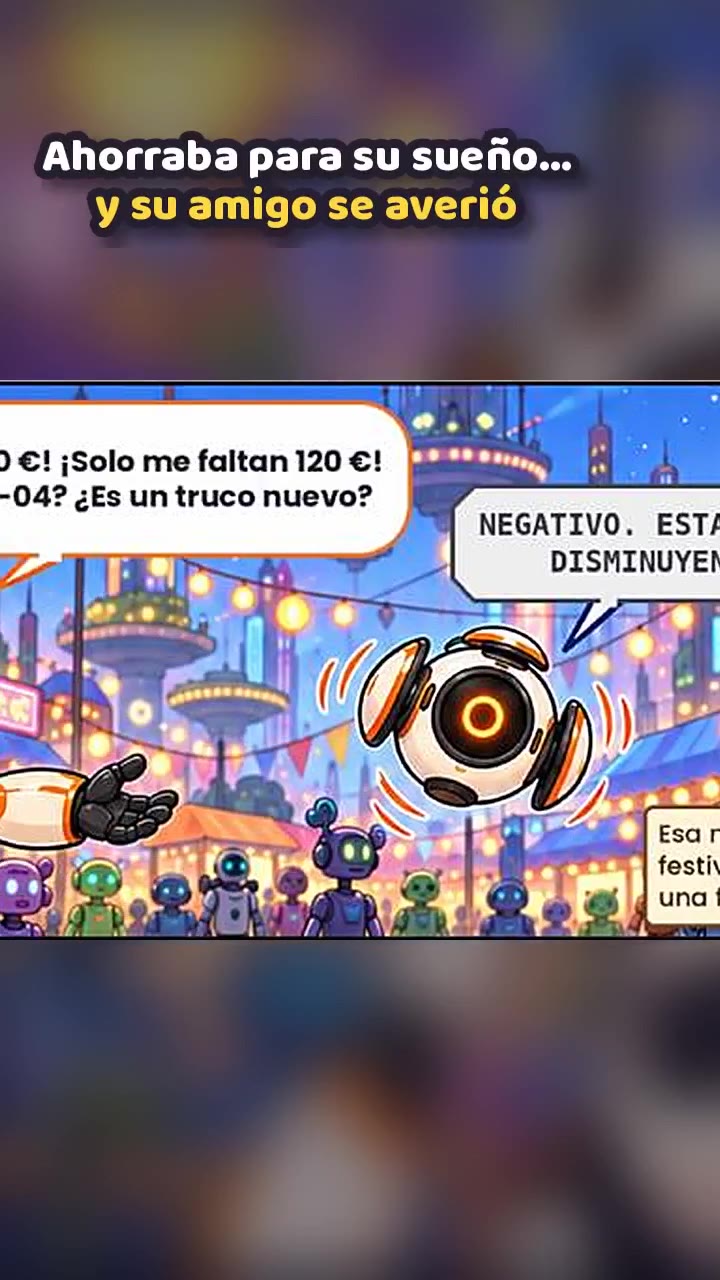 Ahorraba para su sueño...
y su amigo se averió
0 €! ¡Solo me faltan 120 €!
-04? ¿Es un truco nuevo?
NEGATIVO. ESTA
DISMINUYEN
Esa
festiv
una